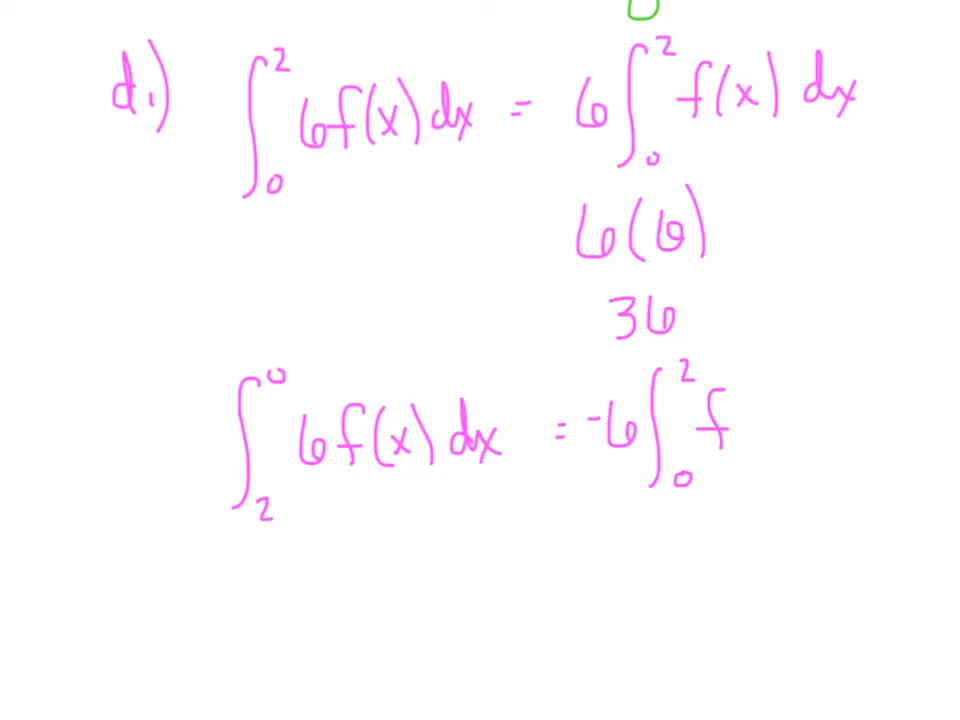 d.) ∫₀² 6f(x) dx = 6 ∫₀² f(x) dx
6(6)
36
∫₂⁰ 6f(x) dx = -6 ∫₀² f